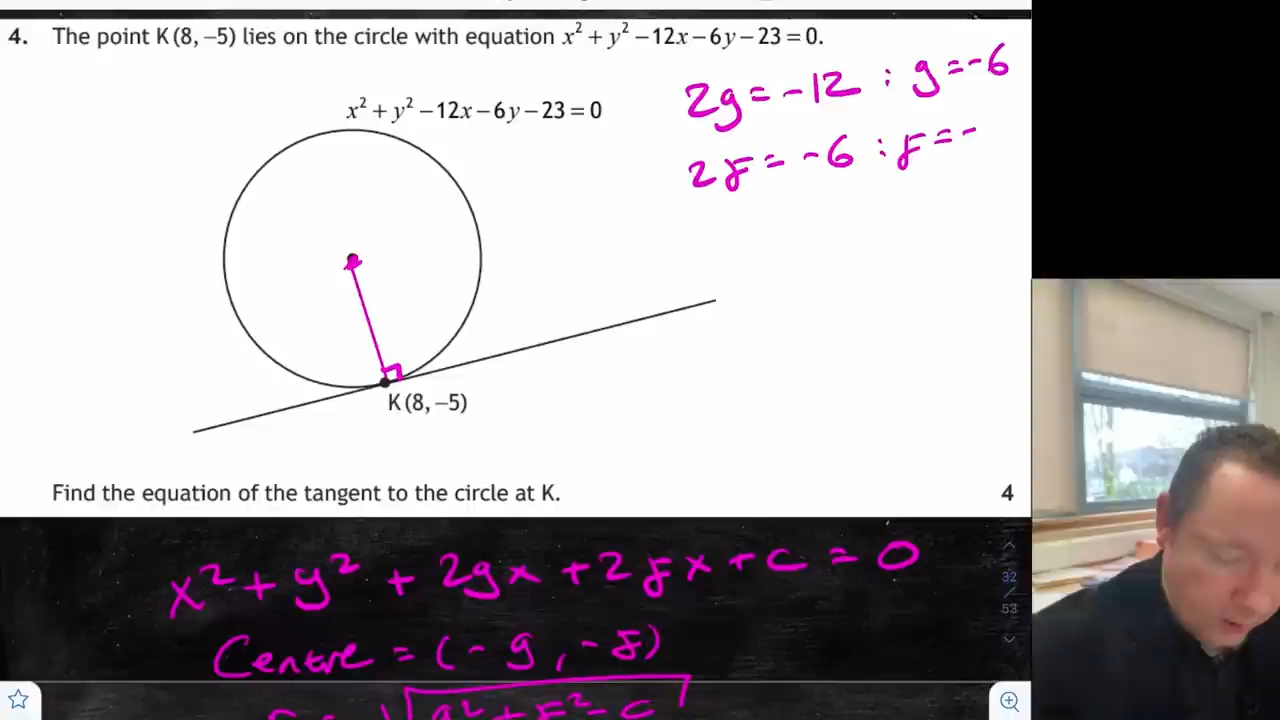 4. The point K(8, −5) lies on the circle with equation x² + y² − 12x − 6y − 23 = 0.
2g = -12 : g = -6
x² + y² − 12x − 6y − 23 = 0
2f = -6 : f = -
K(8, −5)
Find the equation of the tangent to the circle at K. 4
x² + y² + 2gx + 2fx + c = 0
32
/
53
Centre = (-g, -f)
√g² + f² - c